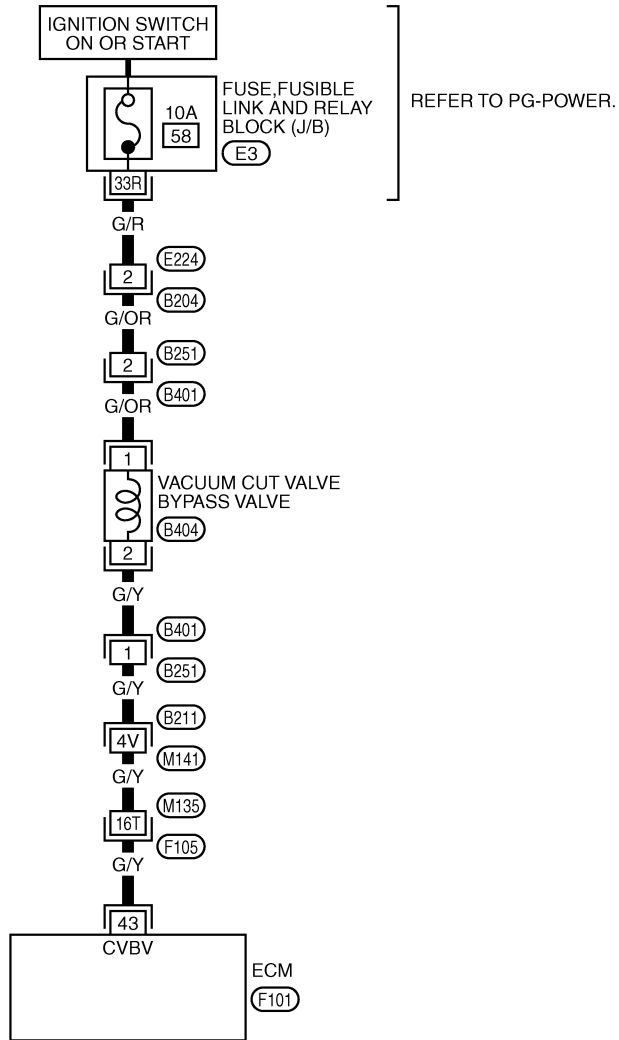 IGNITION SWITCH
ON OR START
10A
58
FUSE,FUSIBLE
LINK AND RELAY
BLOCK (J/B)
E3
REFER TO PG-POWER.
33R
G/R
E224
2
B204
G/OR
B251
2
B401
G/OR
1
VACUUM CUT VALVE
BYPASS VALVE
B404
2
G/Y
B401
1
B251
G/Y
B211
4V
M141
G/Y
M135
16T
F105
G/Y
43
CVBV
ECM
F101